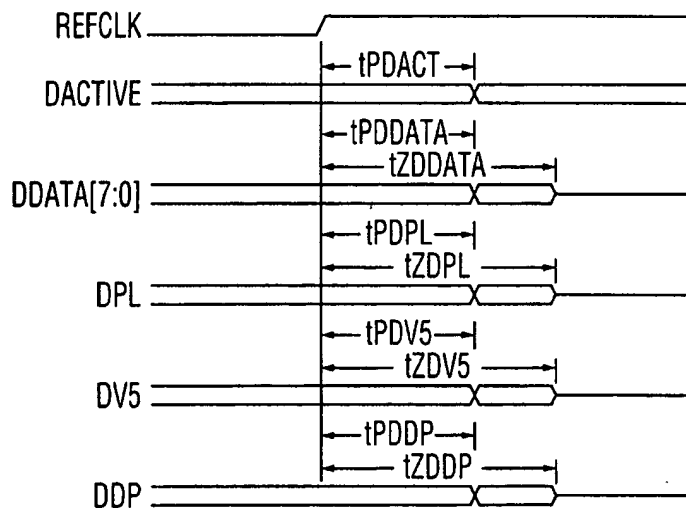 REFCLK
tPDACT
DACTIVE
tPDDATA
tZDDATA
DDATA[7:0]
tPDPL
tZDPL
DPL
tPDV5
tZDV5
DV5
tPDDP
tZDDP
DDP